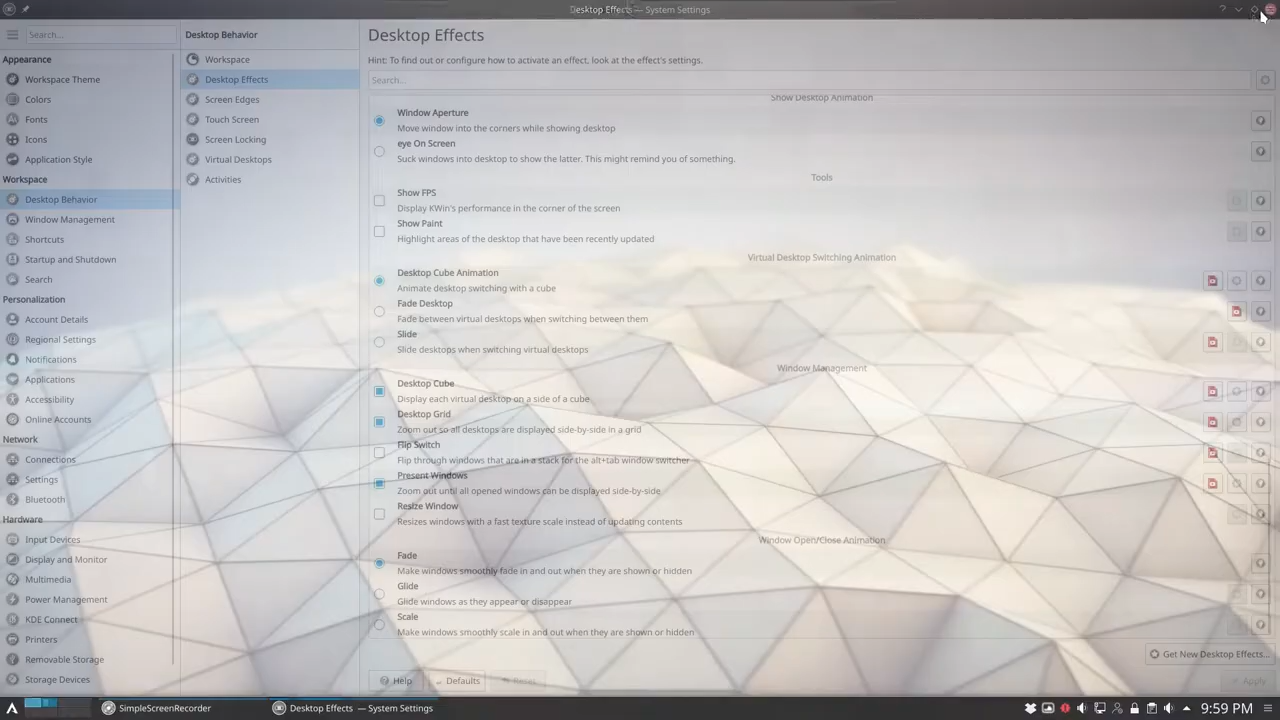 Desktop Effects — System Settings
Search...
Appearance
Workspace Theme
Colors
Fonts
Icons
Application Style
Workspace
Desktop Behavior
Window Management
Shortcuts
Startup and Shutdown
Search
Personalization
Account Details
Regional Settings
Notifications
Applications
Accessibility
Online Accounts
Network
Connections
Settings
Bluetooth
Hardware
Input Devices
Display and Monitor
Multimedia
Power Management
KDE Connect
Printers
Removable Storage
Storage Devices
Desktop Behavior
Workspace
Desktop Effects
Screen Edges
Touch Screen
Screen Locking
Virtual Desktops
Activities
Desktop Effects
Hint: To find out or configure how to activate an effect, look at the effect's settings.
Search...
Show Desktop Animation
Window Aperture
Move window into the corners while showing desktop
eye On Screen
Suck windows into desktop to show the latter. This might remind you of something.
Tools
Show FPS
Display KWin's performance in the corner of the screen
Show Paint
Highlight areas of the desktop that have been recently updated
Virtual Desktop Switching Animation
Desktop Cube Animation
Animate desktop switching with a cube
Fade Desktop
Fade between virtual desktops when switching between them
Slide
Slide desktops when switching virtual desktops
Window Management
Desktop Cube
Display each virtual desktop on a side of a cube
Desktop Grid
Zoom out so all desktops are displayed side-by-side in a grid
Flip Switch
Flip through windows that are in a stack for the alt+tab window switcher
Present Windows
Zoom out until all opened windows can be displayed side-by-side
Resize Window
Resizes windows with a fast texture scale instead of updating contents
Window Open/Close Animation
Fade
Make windows smoothly fade in and out when they are shown or hidden
Glide
Glide windows as they appear or disappear
Scale
Make windows smoothly scale in and out when they are shown or hidden
Get New Desktop Effects...
Help
Defaults
Reset
Apply
SimpleScreenRecorder
Desktop Effects — System Settings
9:59 PM